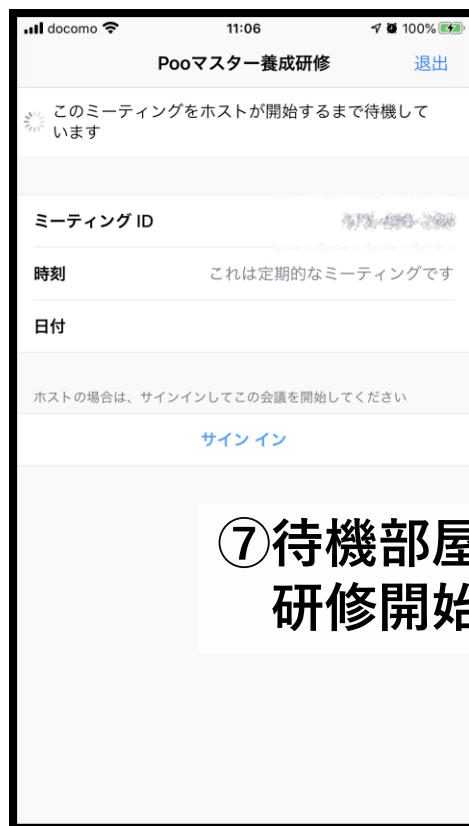 docomo 11:06 100%
Pooマスター養成研修 退出
このミーティングをホストが開始するまで待機して
います
ミーティング ID
時刻 これは定期的なミーティングです
日付
ホストの場合は、サインインしてこの会議を開始してください
サイン イン
⑦待機部屋
研修開始